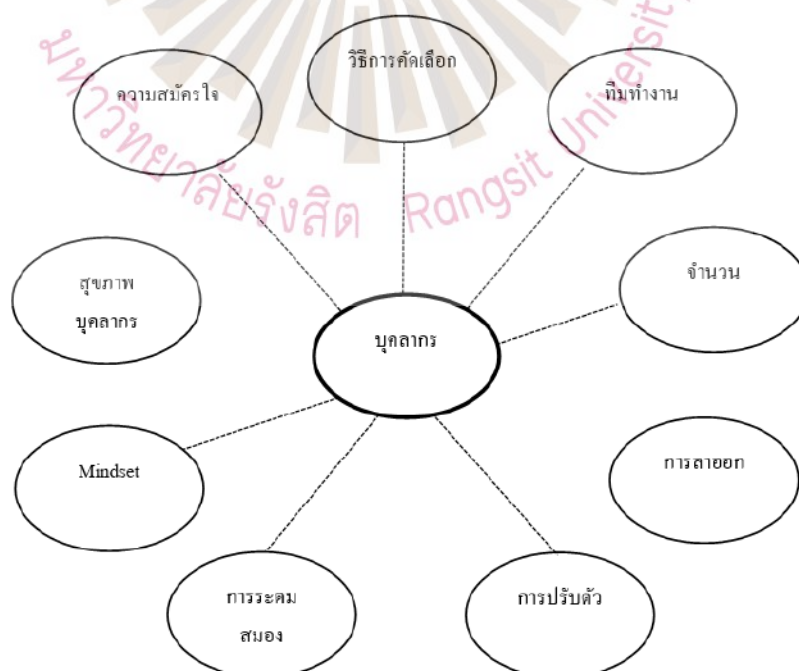 วิธีการคัดเลือก
ความสมัครใจ
ทีมทำงาน
มหาวิทยาลัยรังสิต Rangsit Universit
สุขภาพ
บุคลากร
จำนวน
บุคลากร
Mindset
การลาออก
การระดม
สมอง
การปรับตัว